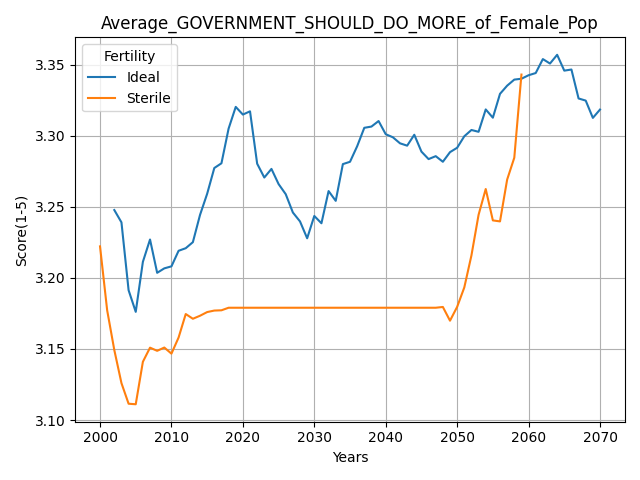 Average_GOVERNMENT_SHOULD_DO_MORE_of_Female_Pop
Fertility
Ideal
Sterile
Score(1-5)
3.35
3.30
3.25
3.20
3.15
3.10
2000 2010 2020 2030 2040 2050 2060 2070
Years